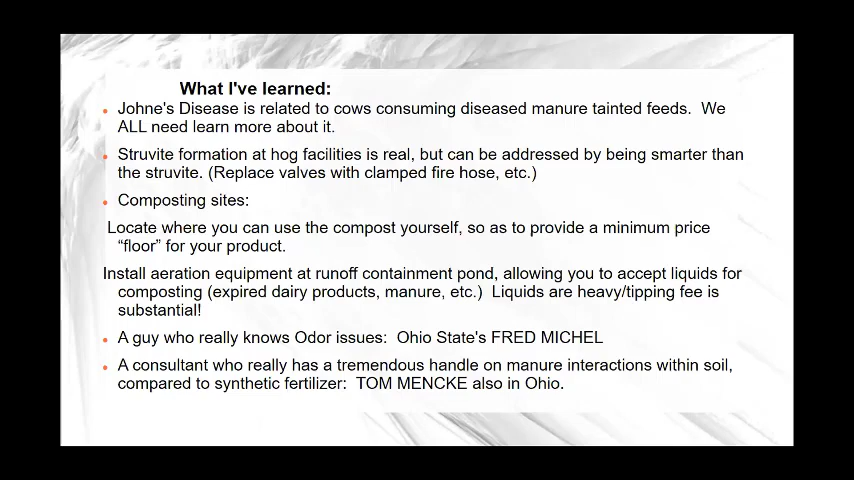 What I've learned:
• Johne's Disease is related to cows consuming diseased manure tainted feeds. We
ALL need learn more about it.
• Struvite formation at hog facilities is real, but can be addressed by being smarter than
the struvite. (Replace valves with clamped fire hose, etc.)
• Composting sites:
Locate where you can use the compost yourself, so as to provide a minimum price
“floor” for your product.
Install aeration equipment at runoff containment pond, allowing you to accept liquids for
composting (expired dairy products, manure, etc.) Liquids are heavy/tipping fee is
substantial!
• A guy who really knows Odor issues: Ohio State's FRED MICHEL
• A consultant who really has a tremendous handle on manure interactions within soil,
compared to synthetic fertilizer: TOM MENCKE also in Ohio.